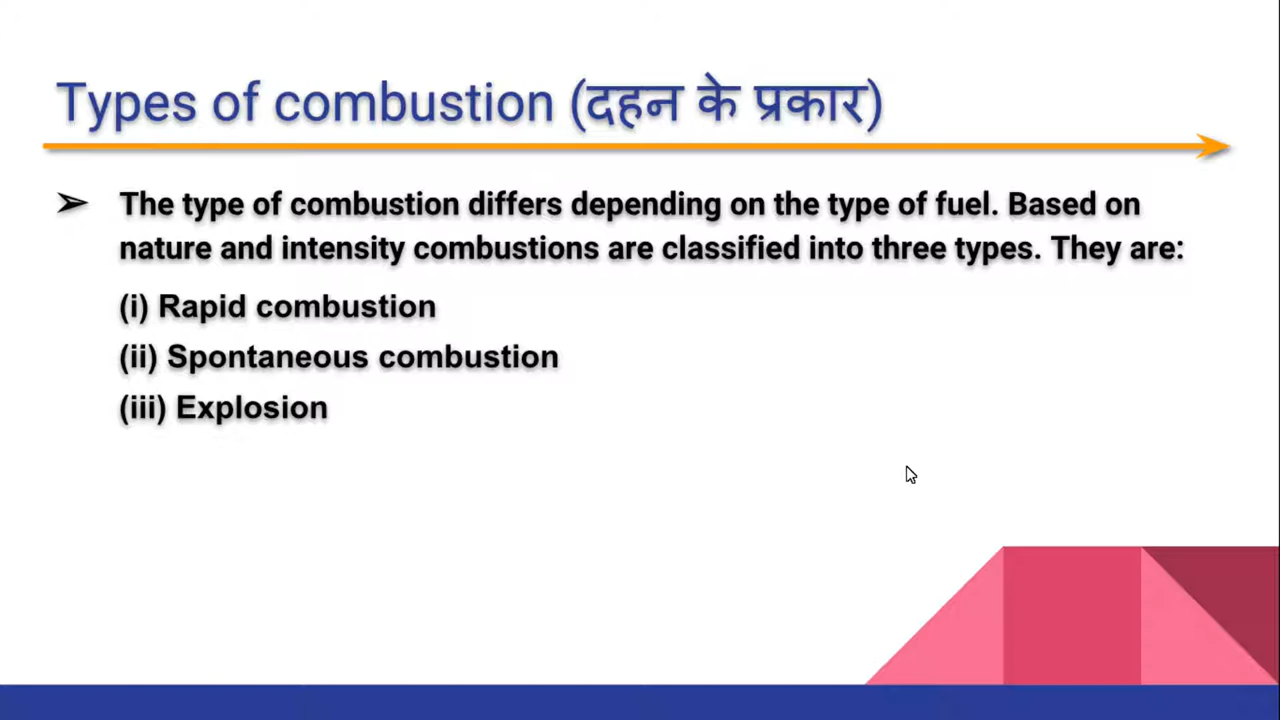 Types of combustion (दहन के प्रकार)
➢ The type of combustion differs depending on the type of fuel. Based on
nature and intensity combustions are classified into three types. They are:
(i) Rapid combustion
(ii) Spontaneous combustion
(iii) Explosion